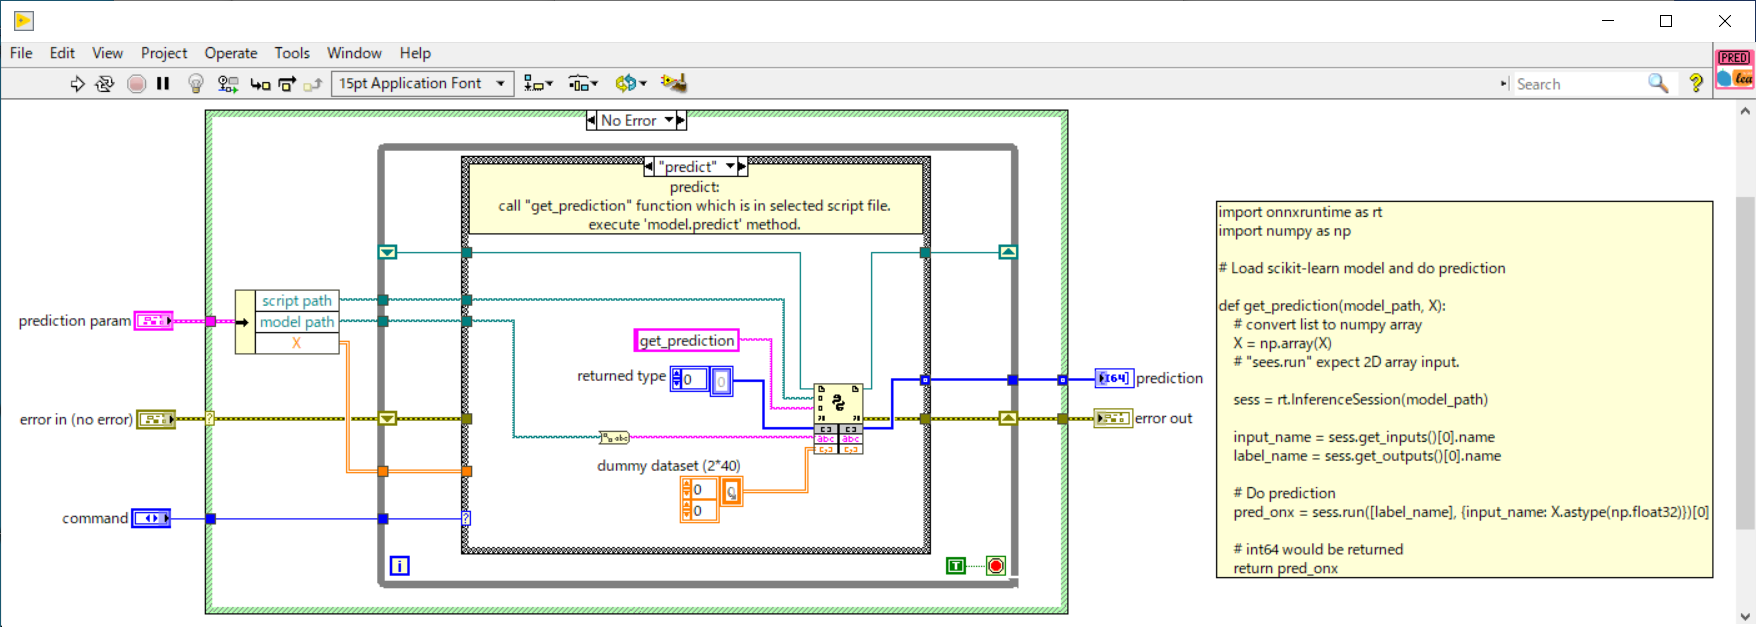 File Edit View Project Operate Tools Window Help
15pt Application Font
Search
PRED
lea
No Error
"predict"
predict:
call "get_prediction" function which is in selected script file.
execute 'model.predict' method.
prediction param
script path
model path
X
get_prediction
returned type
0
0
error in (no error)
dummy dataset (2*40)
0
0
command
i
T
abc
abc
abc
[I64]
prediction
error out
import onnxruntime as rt
import numpy as np
# Load scikit-learn model and do prediction
def get_prediction(model_path, X):
# convert list to numpy array
X = np.array(X)
# "sees.run" expect 2D array input.
sess = rt.InferenceSession(model_path)
input_name = sess.get_inputs()[0].name
label_name = sess.get_outputs()[0].name
# Do prediction
pred_onx = sess.run([label_name], {input_name: X.astype(np.float32)})[0]
# int64 would be returned
return pred_onx